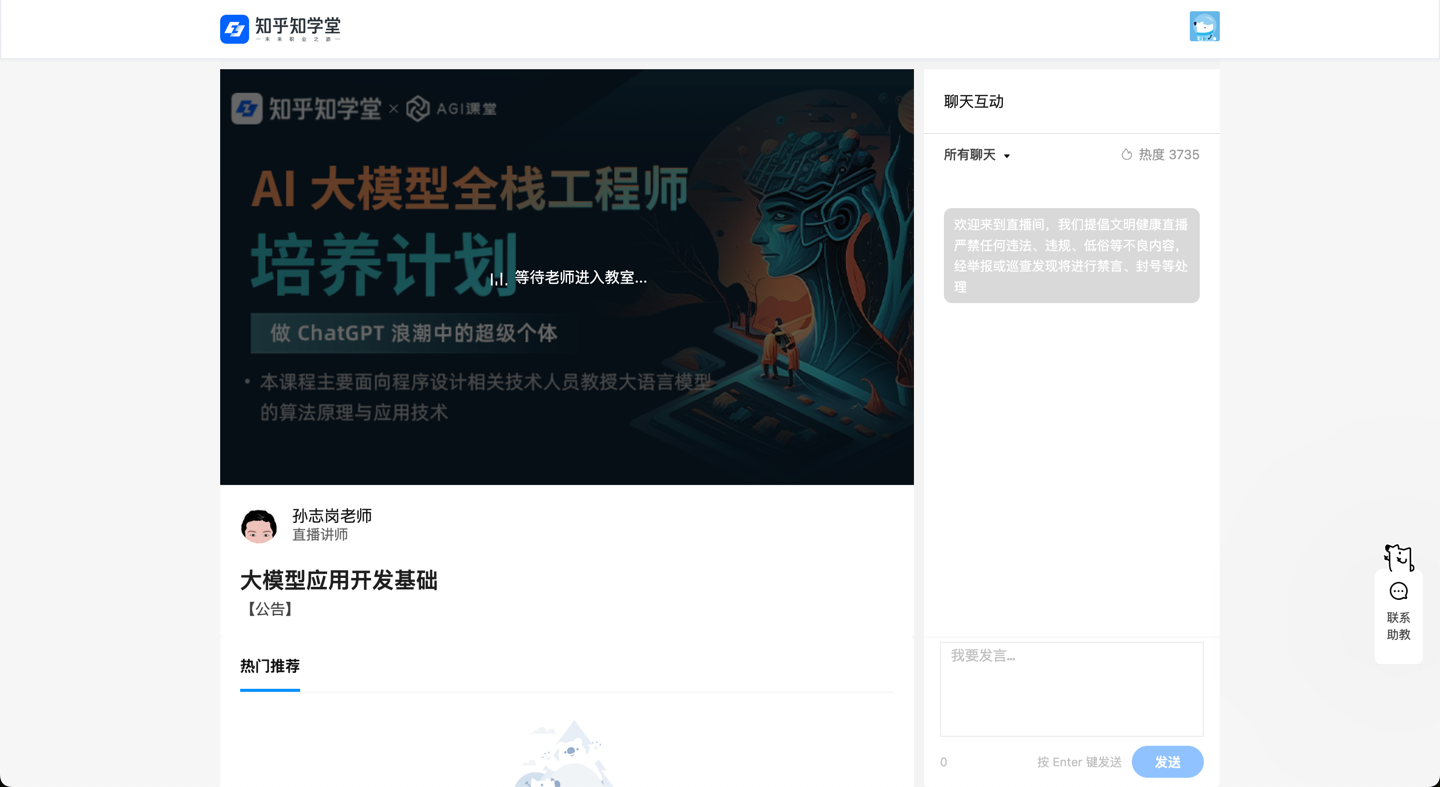 知乎知学堂
一 未 来 职 业 之 选 一
知乎知学堂 × AGI课堂
AI 大模型全栈工程师
培养计划
等待老师进入教室...
做 ChatGPT 浪潮中的超级个体
• 本课程主要面向程序设计相关技术人员教授大语言模型
的算法原理与应用技术
孙志岗老师
直播讲师
大模型应用开发基础
【公告】
热门推荐
聊天互动
所有聊天
热度 3735
欢迎来到直播间，我们提倡文明健康直播
严禁任何违法、违规、低俗等不良内容，
经举报或巡查发现将进行禁言、封号等处
理
联系
助教
我要发言...
0
按 Enter 键发送
发送